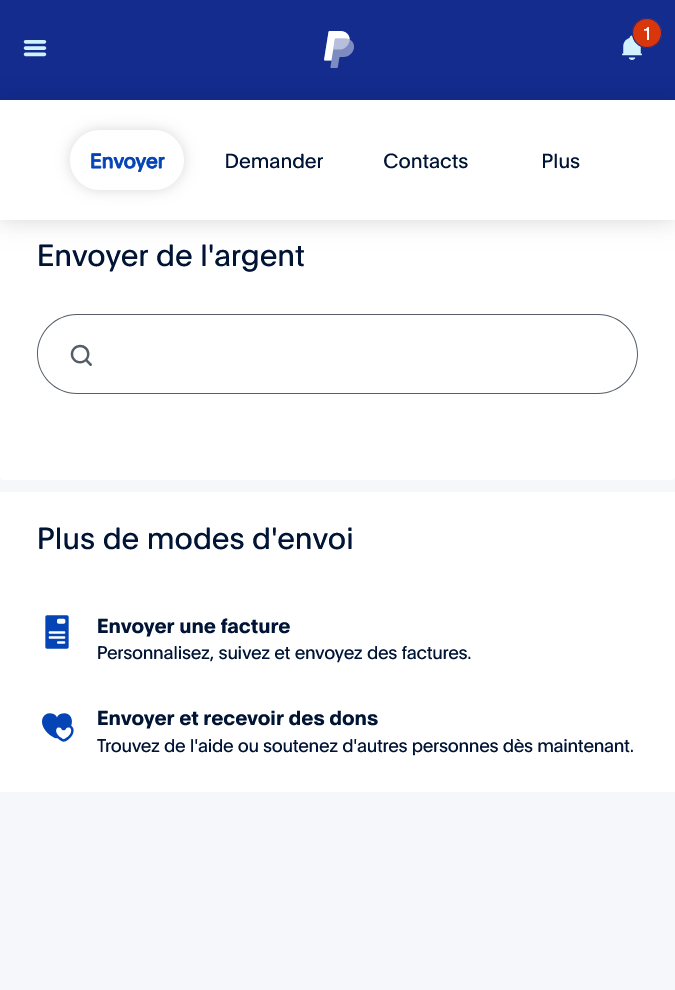 1
Envoyer Demander Contacts Plus
Envoyer de l'argent
Plus de modes d'envoi
Envoyer une facture
Personnalisez, suivez et envoyez des factures.
Envoyer et recevoir des dons
Trouvez de l'aide ou soutenez d'autres personnes dès maintenant.